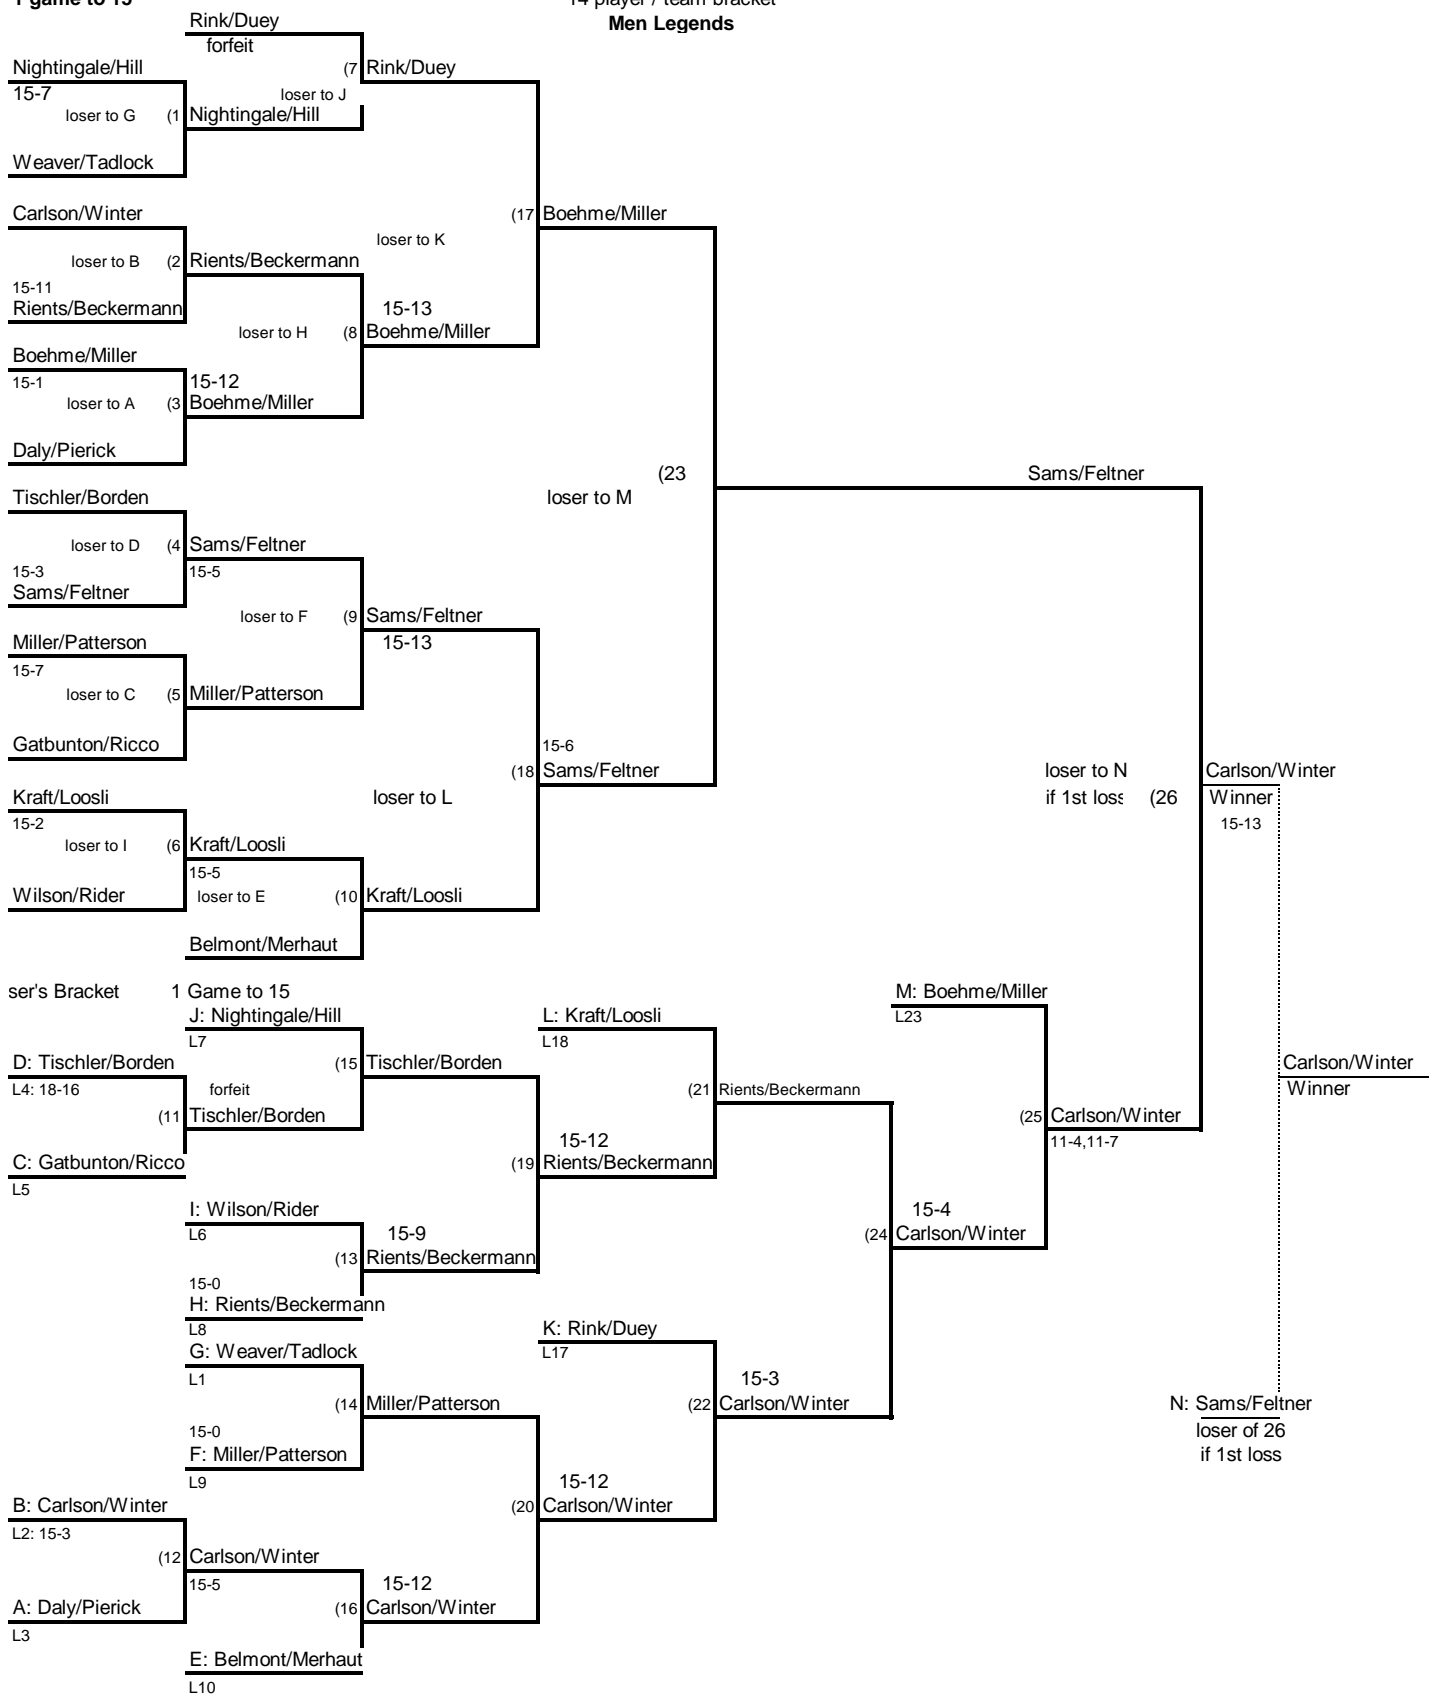 1 game to 15
14 player / team bracket
Men Legends
Rink/Duey
forfeit
Nightingale/Hill
(7 Rink/Duey
15-7
loser to J
loser to G (1 Nightingale/Hill
Weaver/Tadlock
Carlson/Winter
(17 Boehme/Miller
loser to K
loser to B (2 Rients/Beckermann
15-11
Rients/Beckermann
15-13
loser to H (8 Boehme/Miller
Boehme/Miller
15-1
15-12
loser to A (3 Boehme/Miller
Daly/Pierick
(23
Sams/Feltner
loser to M
Tischler/Borden
loser to D (4 Sams/Feltner
15-3
15-5
Sams/Feltner
loser to F (9 Sams/Feltner
15-13
Miller/Patterson
15-7
loser to C (5 Miller/Patterson
Gatbunton/Ricco
15-6
(18 Sams/Feltner
loser to N
Carlson/Winter
if 1st loss (26
Winner
15-13
Kraft/Loosli
loser to L
15-2
loser to I (6 Kraft/Loosli
15-5
Wilson/Rider
loser to E (10 Kraft/Loosli
Belmont/Merhaut
ser's Bracket 1 Game to 15
M: Boehme/Miller
L23
J: Nightingale/Hill
L: Kraft/Loosli
L7
L18
D: Tischler/Borden
(15 Tischler/Borden
Carlson/Winter
Winner
L4: 18-16
forfeit
(21 Rients/Beckermann
(11 Tischler/Borden
(25 Carlson/Winter
11-4,11-7
15-12
C: Gatbunton/Ricco
(19 Rients/Beckermann
L5
I: Wilson/Rider
15-4
L6
15-9
(24 Carlson/Winter
(13 Rients/Beckermann
15-0
H: Rients/Beckermann
L8
K: Rink/Duey
G: Weaver/Tadlock
L17
L1
15-3
(14 Miller/Patterson
(22 Carlson/Winter
N: Sams/Feltner
15-0
loser of 26
F: Miller/Patterson
if 1st loss
L9
15-12
B: Carlson/Winter
(20 Carlson/Winter
L2: 15-3
(12 Carlson/Winter
15-5
15-12
A: Daly/Pierick
(16 Carlson/Winter
L3
E: Belmont/Merhaut
L10